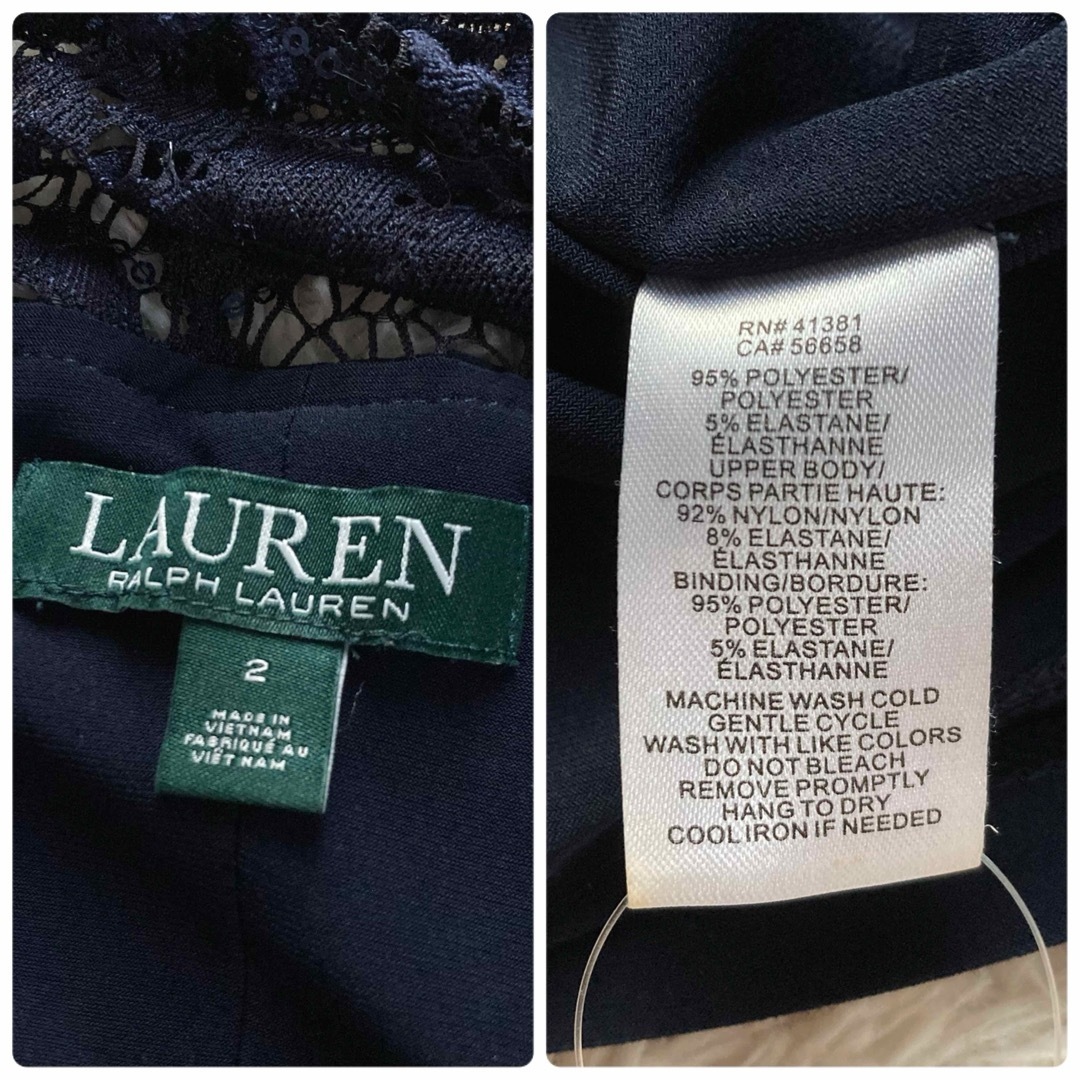 LAUREN
RALPH LAUREN
2
MADE IN
VIETNAM
FABRIQUÉ AU
VIET NAM
RN# 41381
CA# 56658
95% POLYESTER/
POLYESTER
5% ELASTANE/
ÉLASTHANNE
UPPER BODY/
CORPS PARTIE HAUTE:
92% NYLON/NYLON
8% ELASTANE/
ÉLASTHANNE
BINDING/BORDURE:
95% POLYESTER/
POLYESTER
5% ELASTANE/
ÉLASTHANNE
MACHINE WASH COLD
GENTLE CYCLE
WASH WITH LIKE COLORS
DO NOT BLEACH
REMOVE PROMPTLY
HANG TO DRY
COOL IRON IF NEEDED